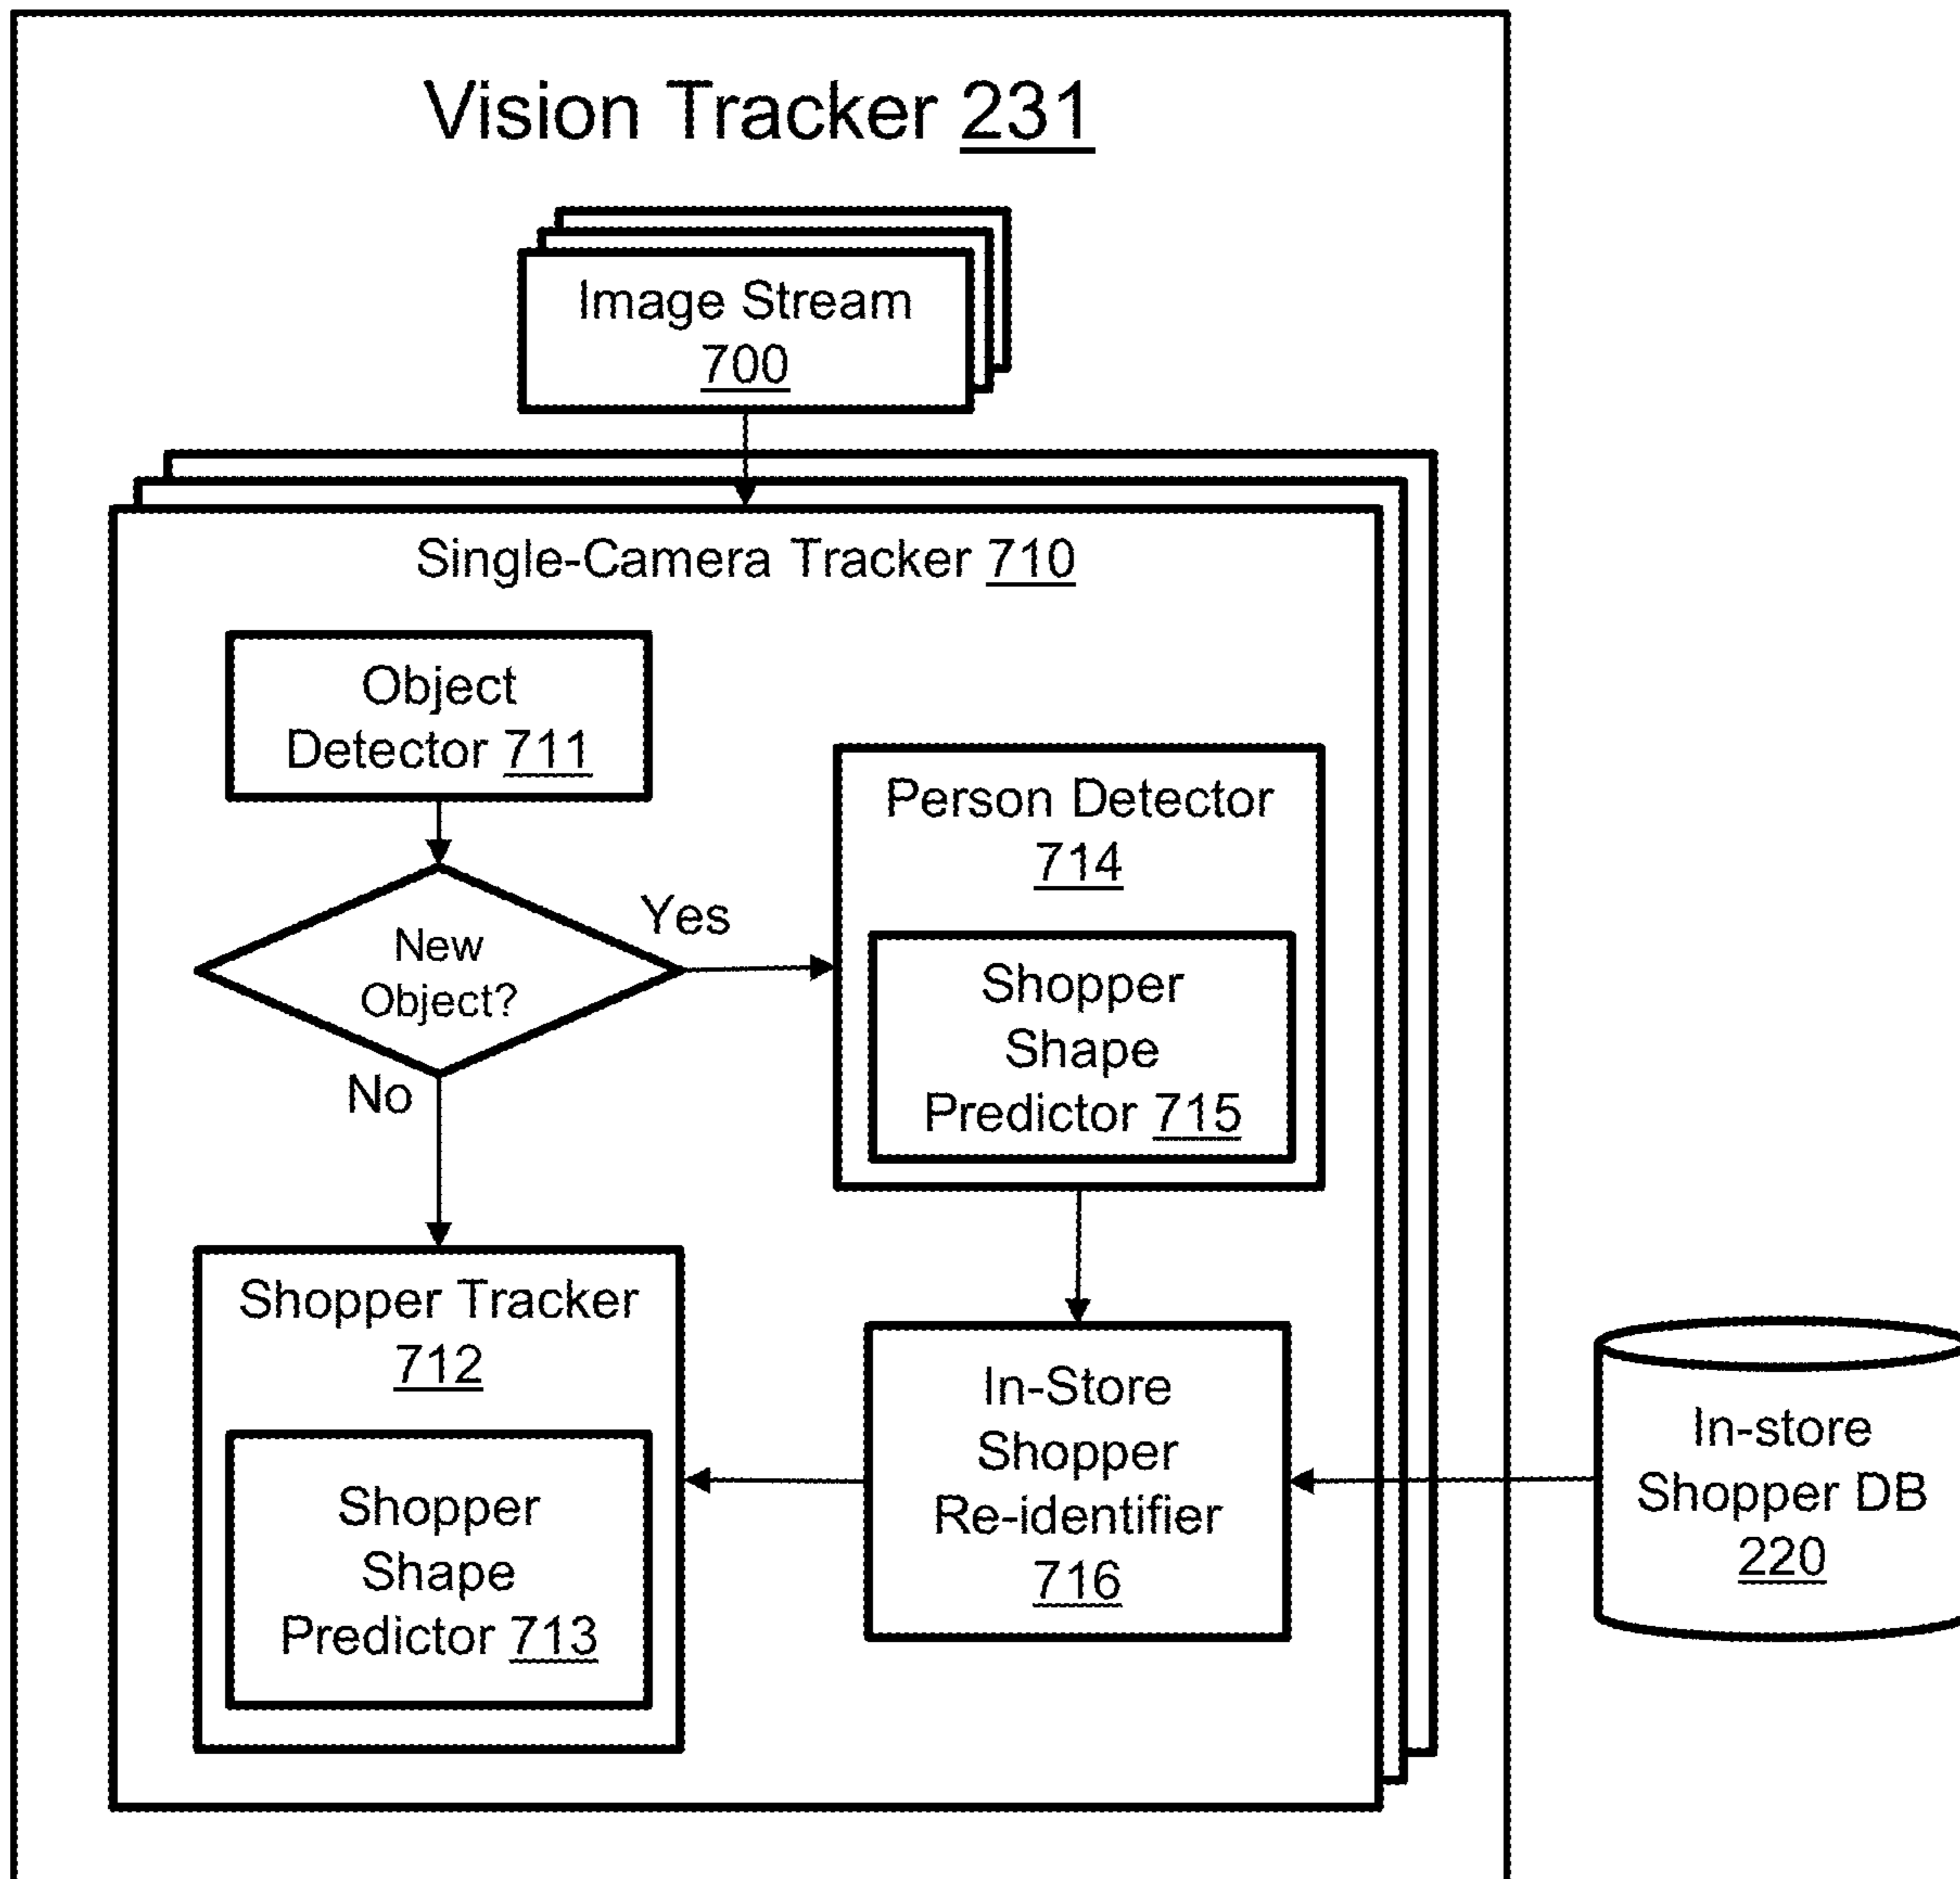 Vision Tracker 231
Image Stream
700
Single-Camera Tracker 710
Object
Detector 711
New
Object?
Yes
No
Person Detector
714
Shopper
Shape
Predictor 715
Shopper Tracker
712
Shopper
Shape
Predictor 713
In-Store
Shopper
Re-identifier
716
In-store
Shopper DB
220